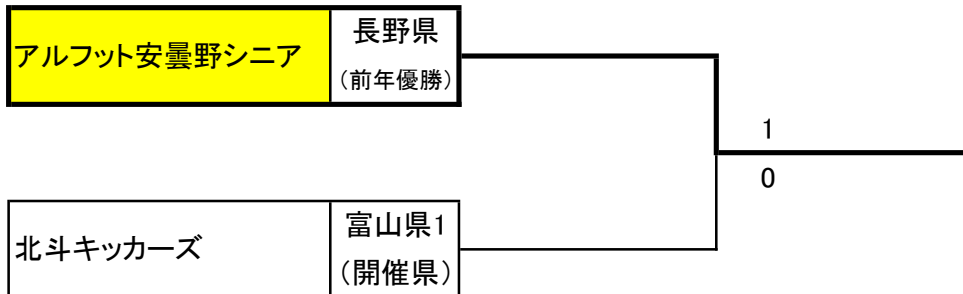 アルフット安曇野シニア
長野県
(前年優勝)
1
0
北斗キッカーズ
富山県1
(開催県)